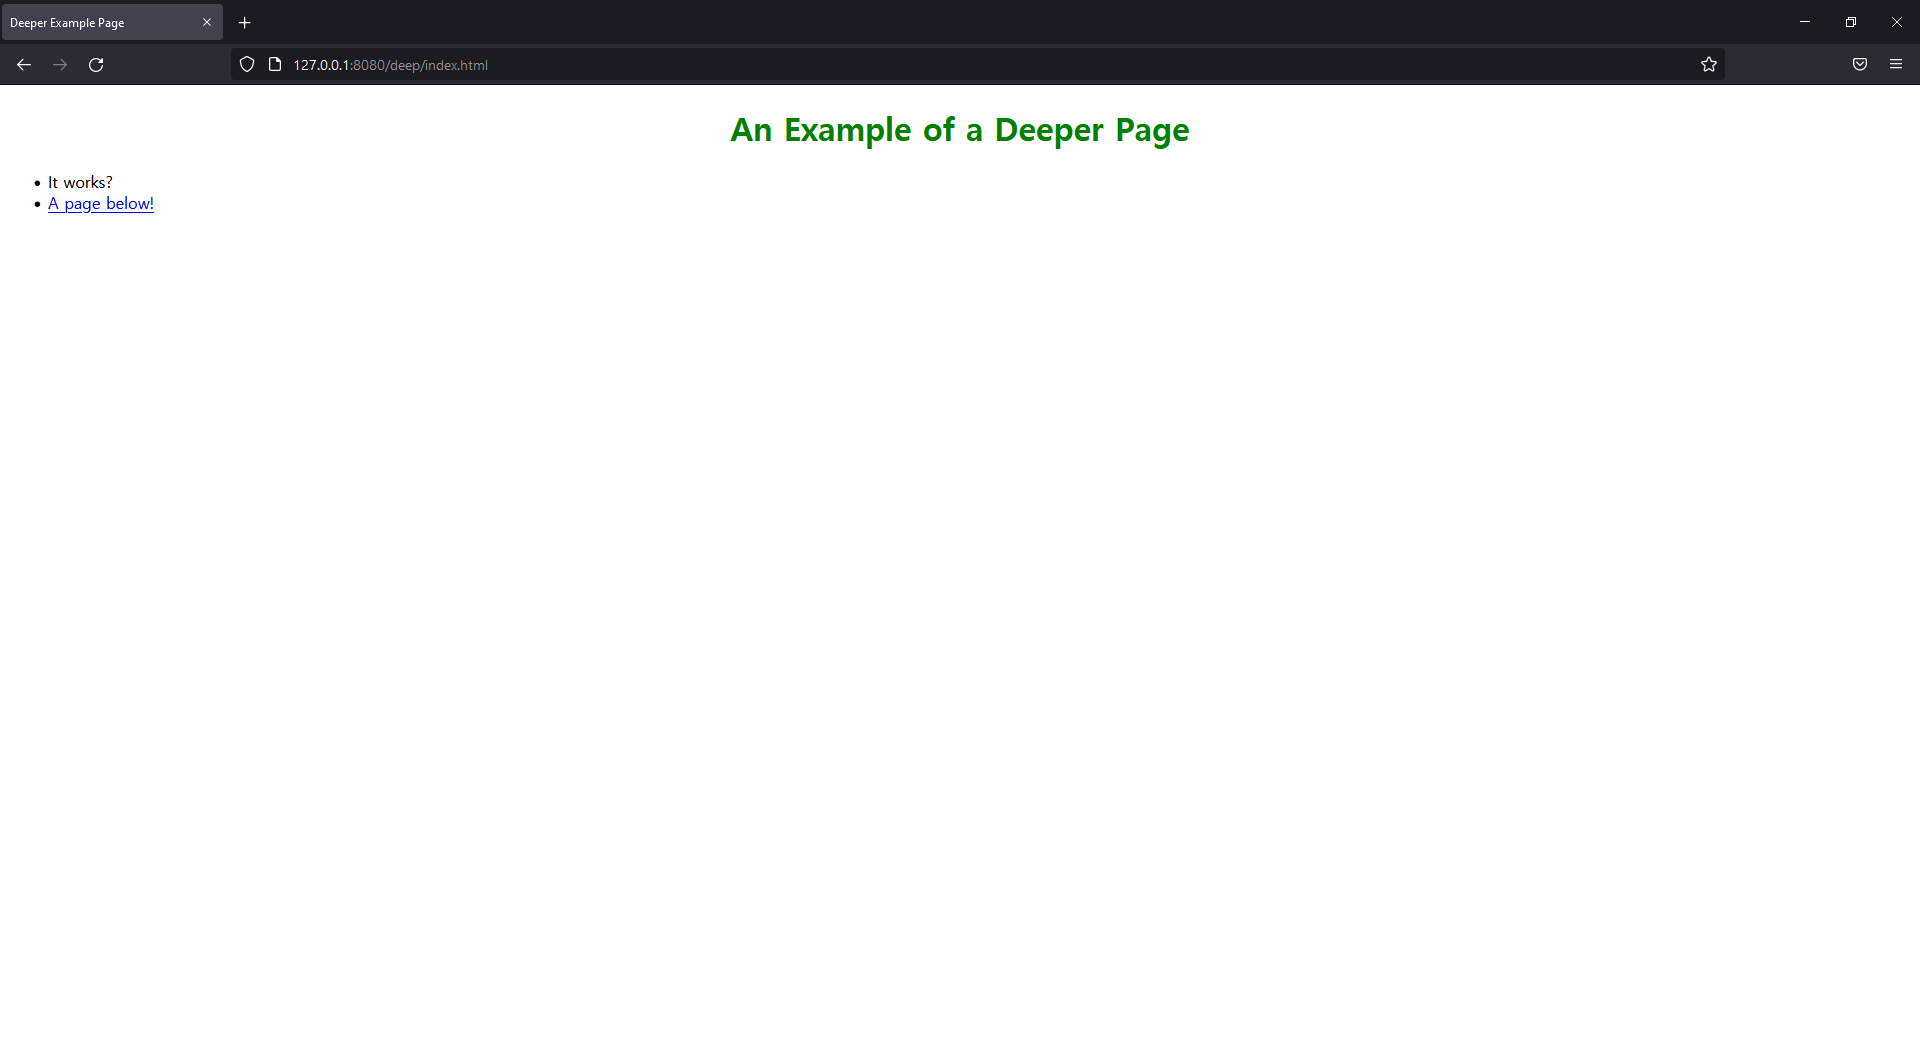 Deeper Example Page
127.0.0.1:8080/deep/index.html
An Example of a Deeper Page
It works?
A page below!